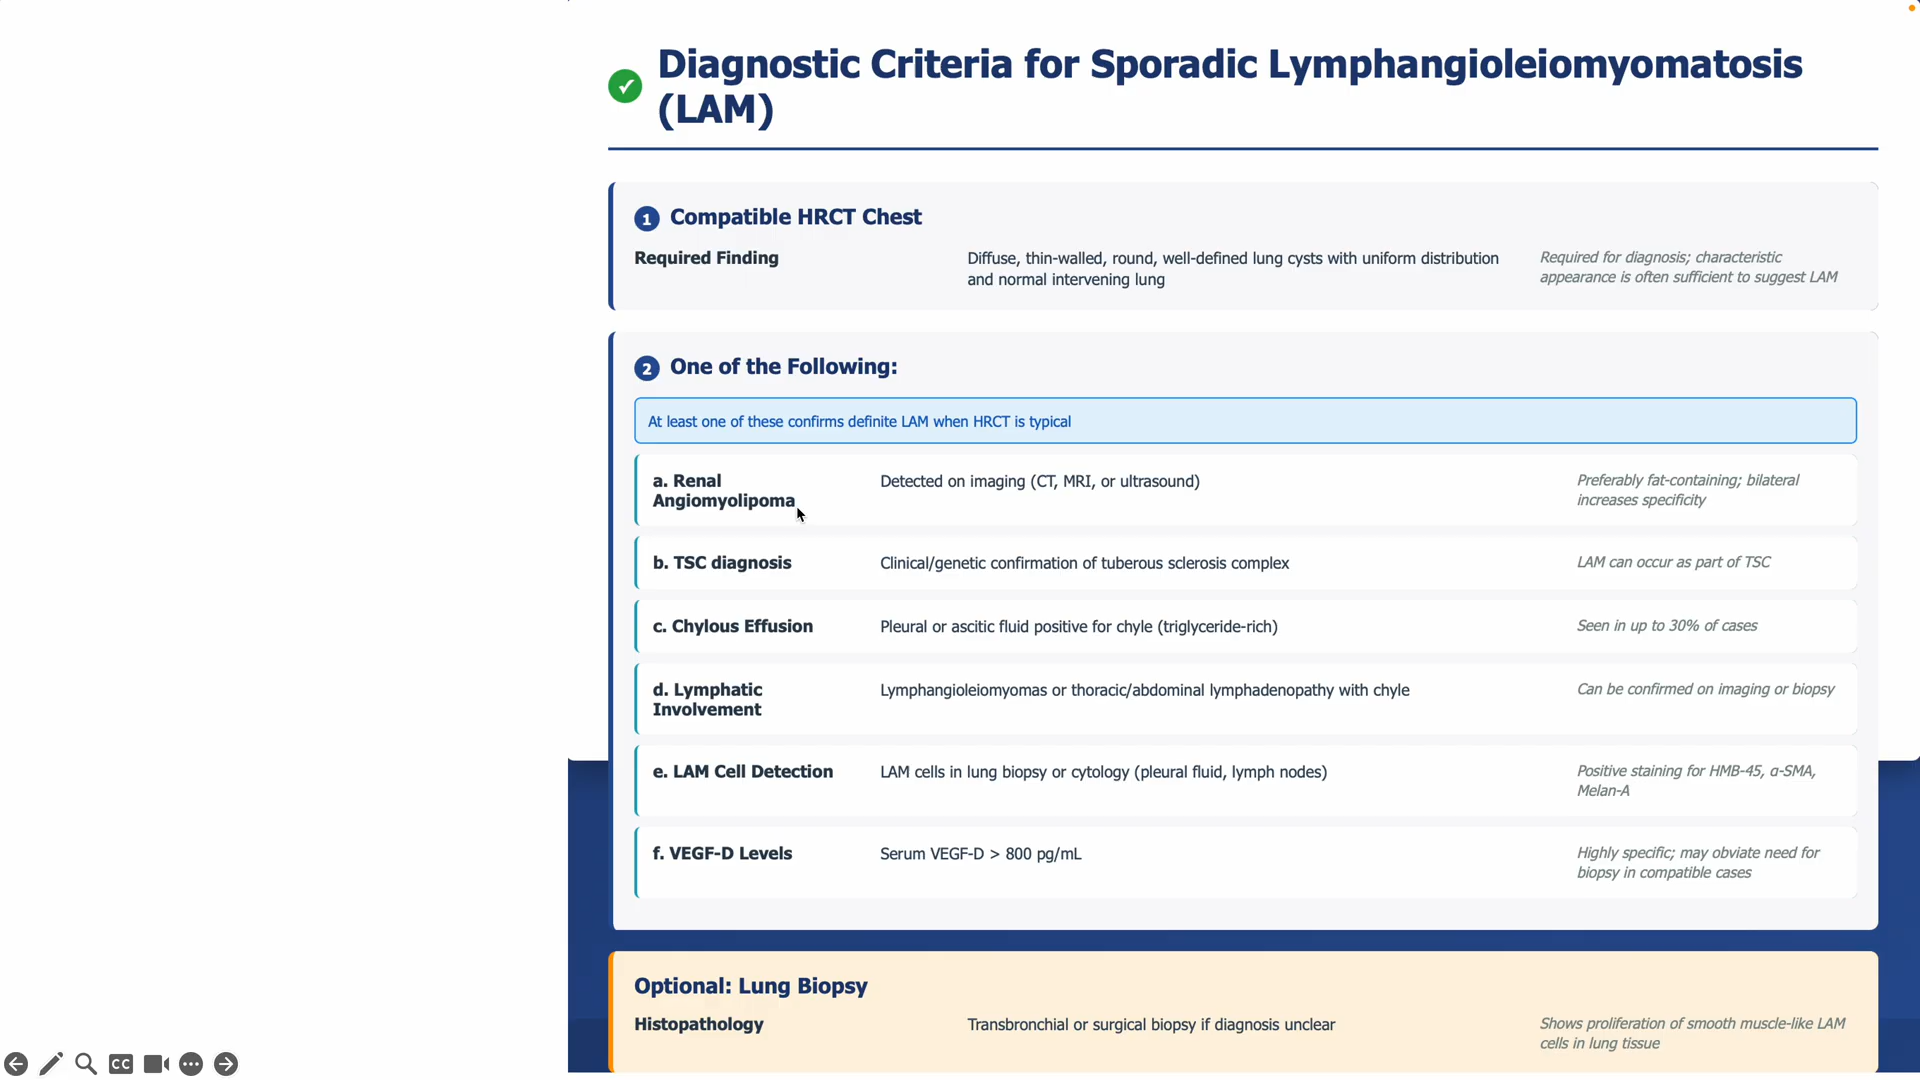 Diagnostic Criteria for Sporadic Lymphangioleiomyomatosis
(LAM)
1 Compatible HRCT Chest
Required Finding
Diffuse, thin-walled, round, well-defined lung cysts with uniform distribution
and normal intervening lung
Required for diagnosis; characteristic
appearance is often sufficient to suggest LAM
2 One of the Following:
At least one of these confirms definite LAM when HRCT is typical
a. Renal
Angiomyolipoma
Detected on imaging (CT, MRI, or ultrasound)
Preferably fat-containing; bilateral
increases specificity
b. TSC diagnosis
Clinical/genetic confirmation of tuberous sclerosis complex
LAM can occur as part of TSC
c. Chylous Effusion
Pleural or ascitic fluid positive for chyle (triglyceride-rich)
Seen in up to 30% of cases
d. Lymphatic
Involvement
Lymphangioleiomyomas or thoracic/abdominal lymphadenopathy with chyle
Can be confirmed on imaging or biopsy
e. LAM Cell Detection
LAM cells in lung biopsy or cytology (pleural fluid, lymph nodes)
Positive staining for HMB-45, α-SMA,
Melan-A
f. VEGF-D Levels
Serum VEGF-D > 800 pg/mL
Highly specific; may obviate need for
biopsy in compatible cases
Optional: Lung Biopsy
Histopathology
Transbronchial or surgical biopsy if diagnosis unclear
Shows proliferation of smooth muscle-like LAM
cells in lung tissue
CC